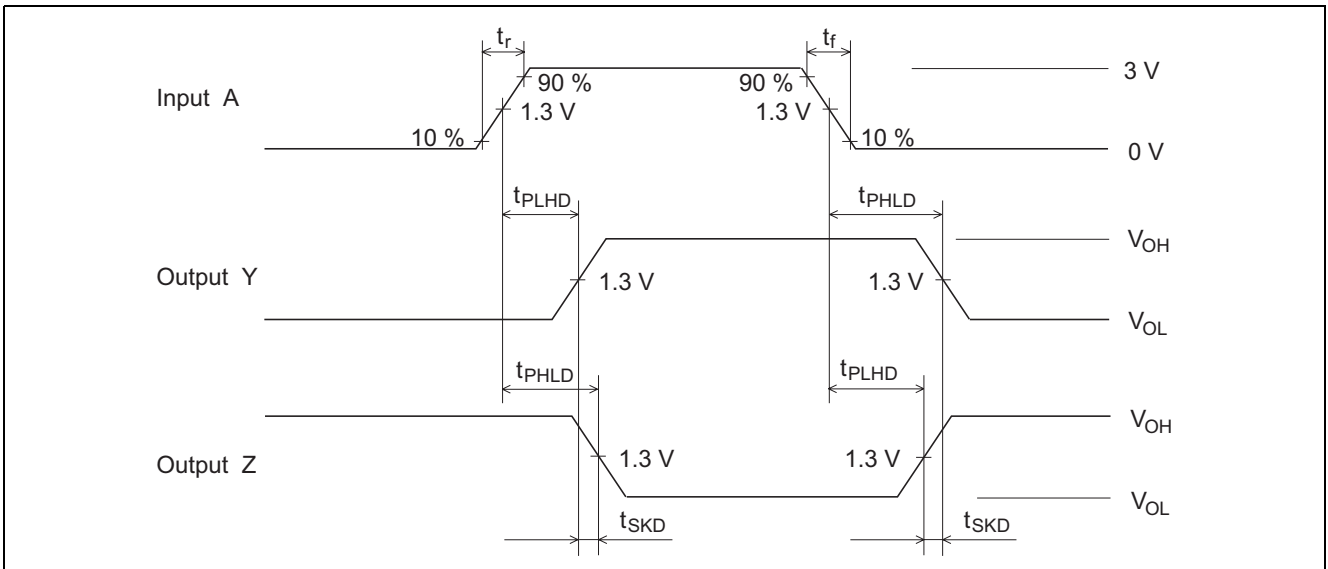 tr tf
90 % 90 % 3 V
Input A 1.3 V 1.3 V
10 % 10 % 0 V
tPLHD tPHLD
VOH
Output Y 1.3 V 1.3 V
VOL
tPHLD tPLHD
VOH
Output Z 1.3 V 1.3 V
VOL
tSKD tSKD